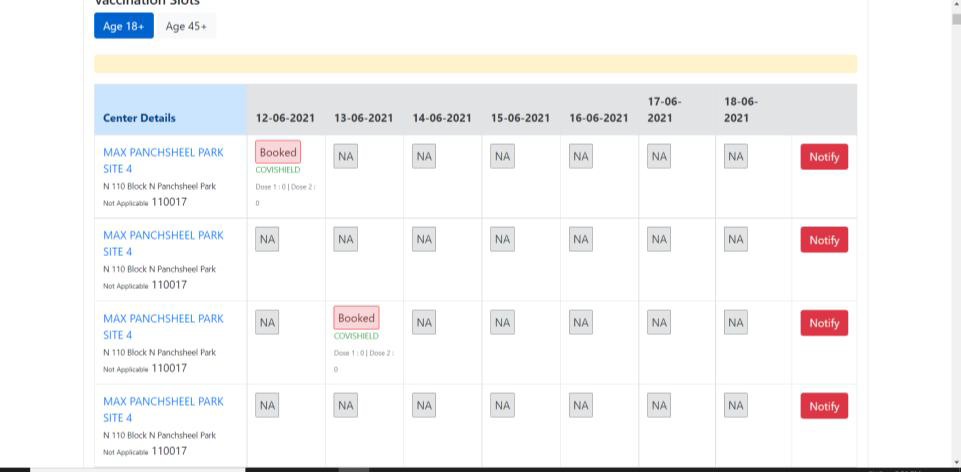 Vaccination Slots
Age 18+ Age 45+
Center Details 12-06-2021 13-06-2021 14-06-2021 15-06-2021 16-06-2021 17-06-2021 18-06-2021
MAX PANCHSHEEL PARK SITE 4
N 110 Block N Panchsheel Park
Not Applicable 110017
Booked
COVISHIELD
Dose 1 : 0 | Dose 2 : 0
NA NA NA NA NA NA
Notify
MAX PANCHSHEEL PARK SITE 4
N 110 Block N Panchsheel Park
Not Applicable 110017
NA NA NA NA NA NA NA
Notify
MAX PANCHSHEEL PARK SITE 4
N 110 Block N Panchsheel Park
Not Applicable 110017
NA
Booked
COVISHIELD
Dose 1 : 0 | Dose 2 : 0
NA NA NA NA NA
Notify
MAX PANCHSHEEL PARK SITE 4
N 110 Block N Panchsheel Park
Not Applicable 110017
NA NA NA NA NA NA NA
Notify